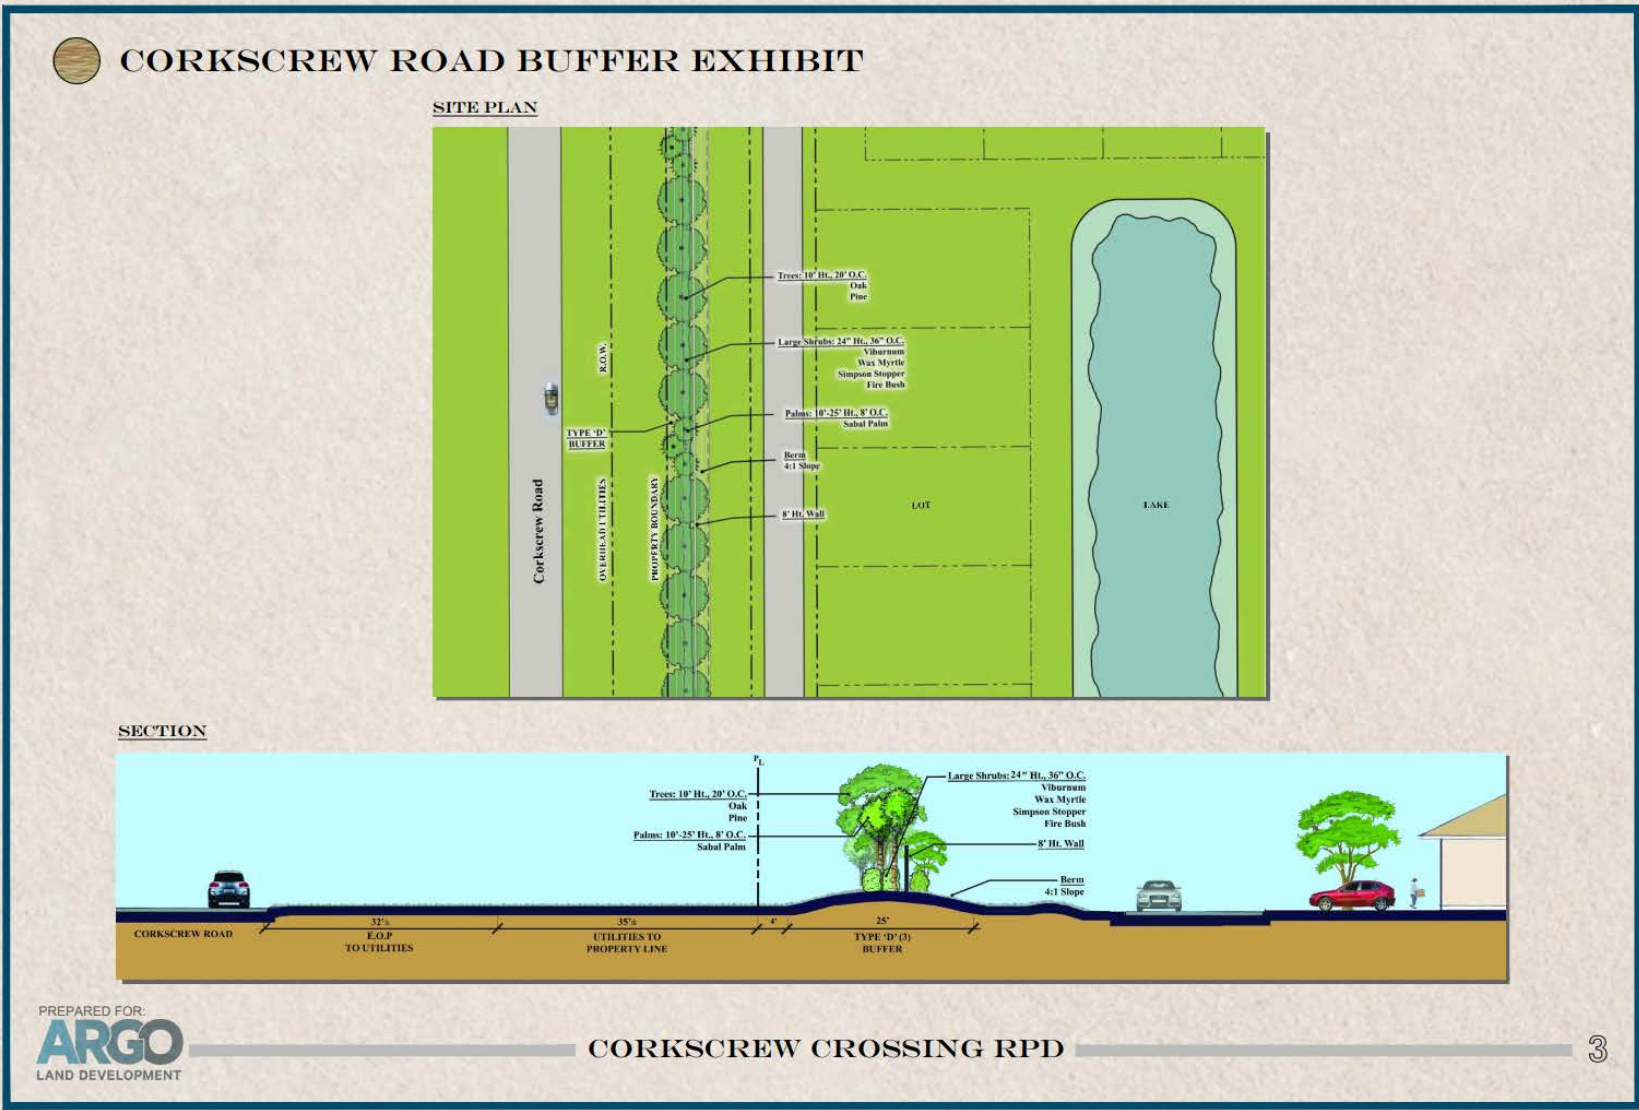 CORKSCREW ROAD BUFFER EXHIBIT
SITE PLAN
Trees: 10' Ht., 20' O.C.
Oak
Pine
Large Shrubs: 24" Ht., 36" O.C.
Viburnum
Wax Myrtle
Simpson Stopper
Fire Bush
R.O.W.
Palms: 10'-25' Ht., 8' O.C.
Sabal Palm
TYPE 'D'
BUFFER
Berm
4:1 Slope
Corkscrew Road
OVERHEAD UTILITIES
PROPERTY BOUNDARY
8' Ht. Wall
LOT
LAKE
SECTION
PL
Trees: 10' Ht., 20' O.C.
Oak
Pine
Palms: 10'-25' Ht., 8' O.C.
Sabal Palm
Large Shrubs: 24" Ht., 36" O.C.
Viburnum
Wax Myrtle
Simpson Stopper
Fire Bush
8' Ht. Wall
Berm
4:1 Slope
CORKSCREW ROAD
32'±
E.O.P
TO UTILITIES
35'±
UTILITIES TO
PROPERTY LINE
4'
25'
TYPE 'D' (3)
BUFFER
PREPARED FOR:
ARGO
LAND DEVELOPMENT
CORKSCREW CROSSING RPD
3